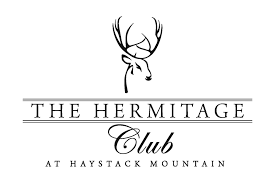 THE HERMITAGE
Club
AT HAYSTACK MOUNTAIN